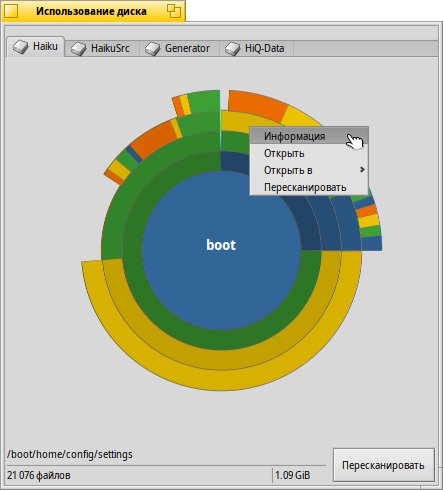 Использование диска
Haiku HaikuSrc Generator HiQ-Data
Информация
Открыть
Открыть в
Пересканировать
boot
/boot/home/config/settings
21 076 файлов 1.09 GiB
Пересканировать